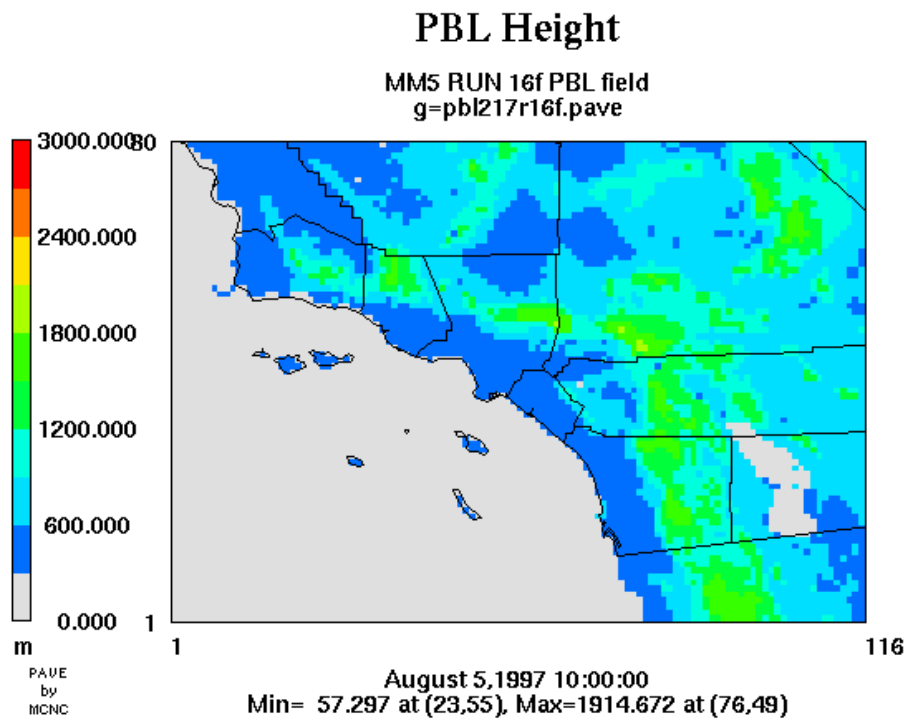 PBL Height
MM5 RUN 16f PBL field
g=pbl217r16f.pave
3000.000
2400.000
1800.000
1200.000
600.000
0.000
m
80
1
1
116
PAVE
by
MCNC
August 5,1997 10:00:00
Min= 57.297 at (23,55), Max=1914.672 at (76,49)